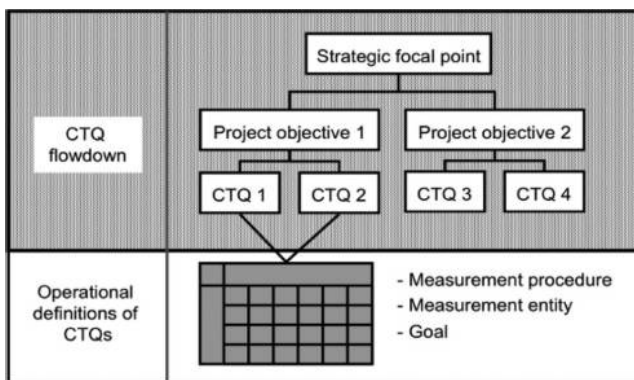 Strategic focal point
CTQ
flowdown
Project objective 1
Project objective 2
CTQ 1
CTQ 2
CTQ 3
CTQ 4
Operational
definitions of
CTQs
- Measurement procedure
- Measurement entity
- Goal